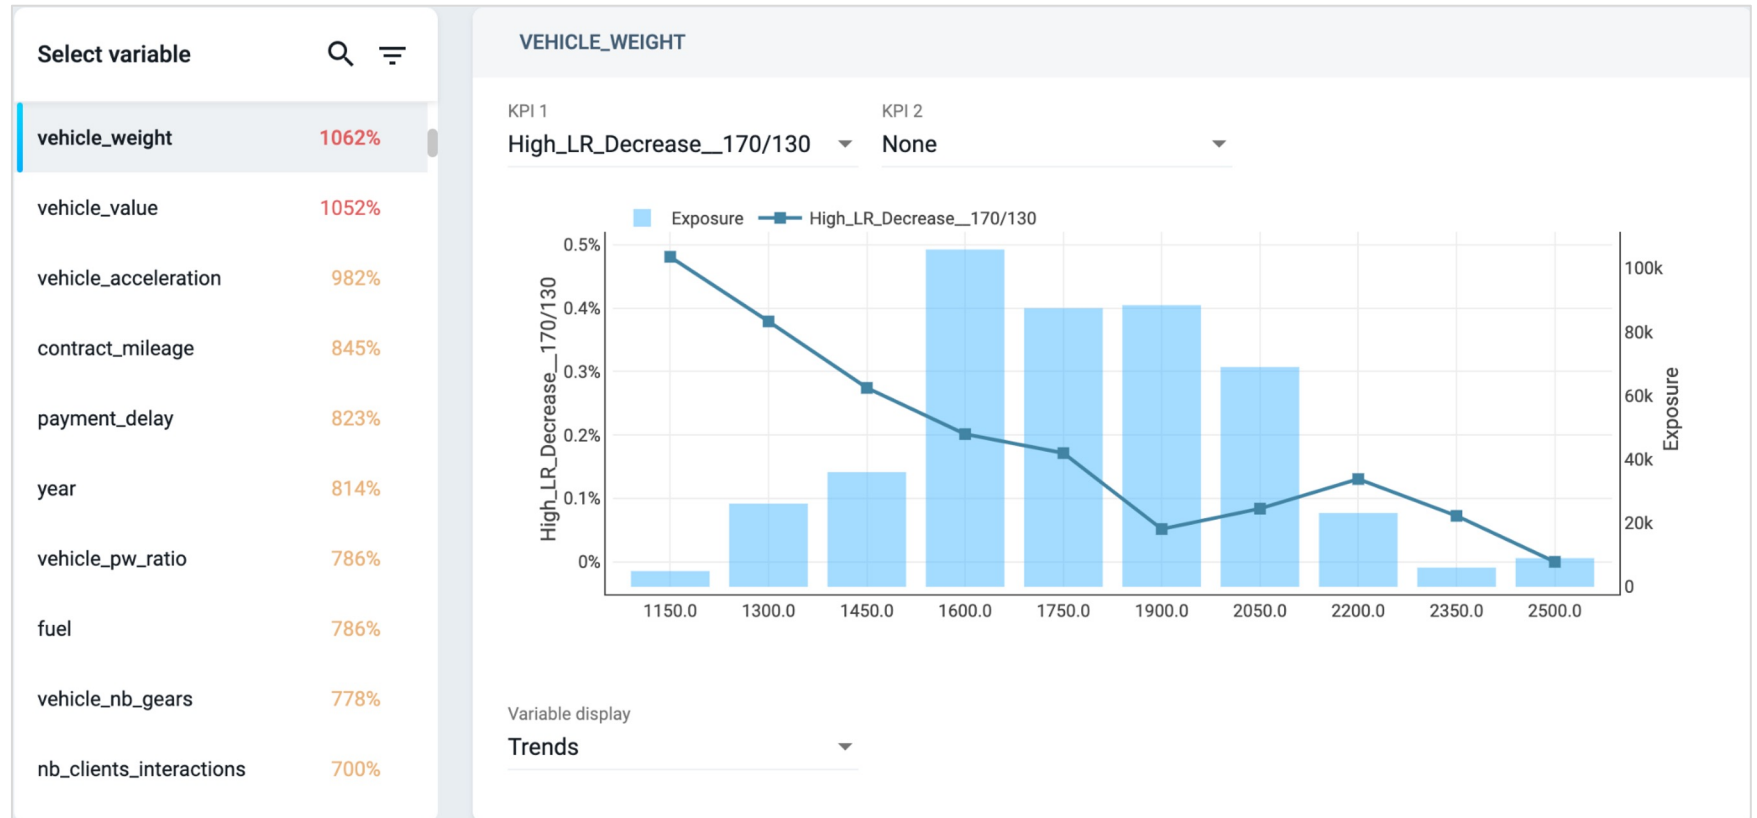 Select variable
vehicle_weight 1062%
vehicle_value 1052%
vehicle_acceleration 982%
contract_mileage 845%
payment_delay 823%
year 814%
vehicle_pw_ratio 786%
fuel 786%
vehicle_nb_gears 778%
nb_clients_interactions 700%
VEHICLE_WEIGHT
KPI 1
High_LR_Decrease__170/130
KPI 2
None
Exposure High_LR_Decrease__170/130
High_LR_Decrease__170/130
0.5%
0.4%
0.3%
0.2%
0.1%
0%
100k
80k
60k
40k
20k
0
Exposure
1150.0 1300.0 1450.0 1600.0 1750.0 1900.0 2050.0 2200.0 2350.0 2500.0
Variable display
Trends